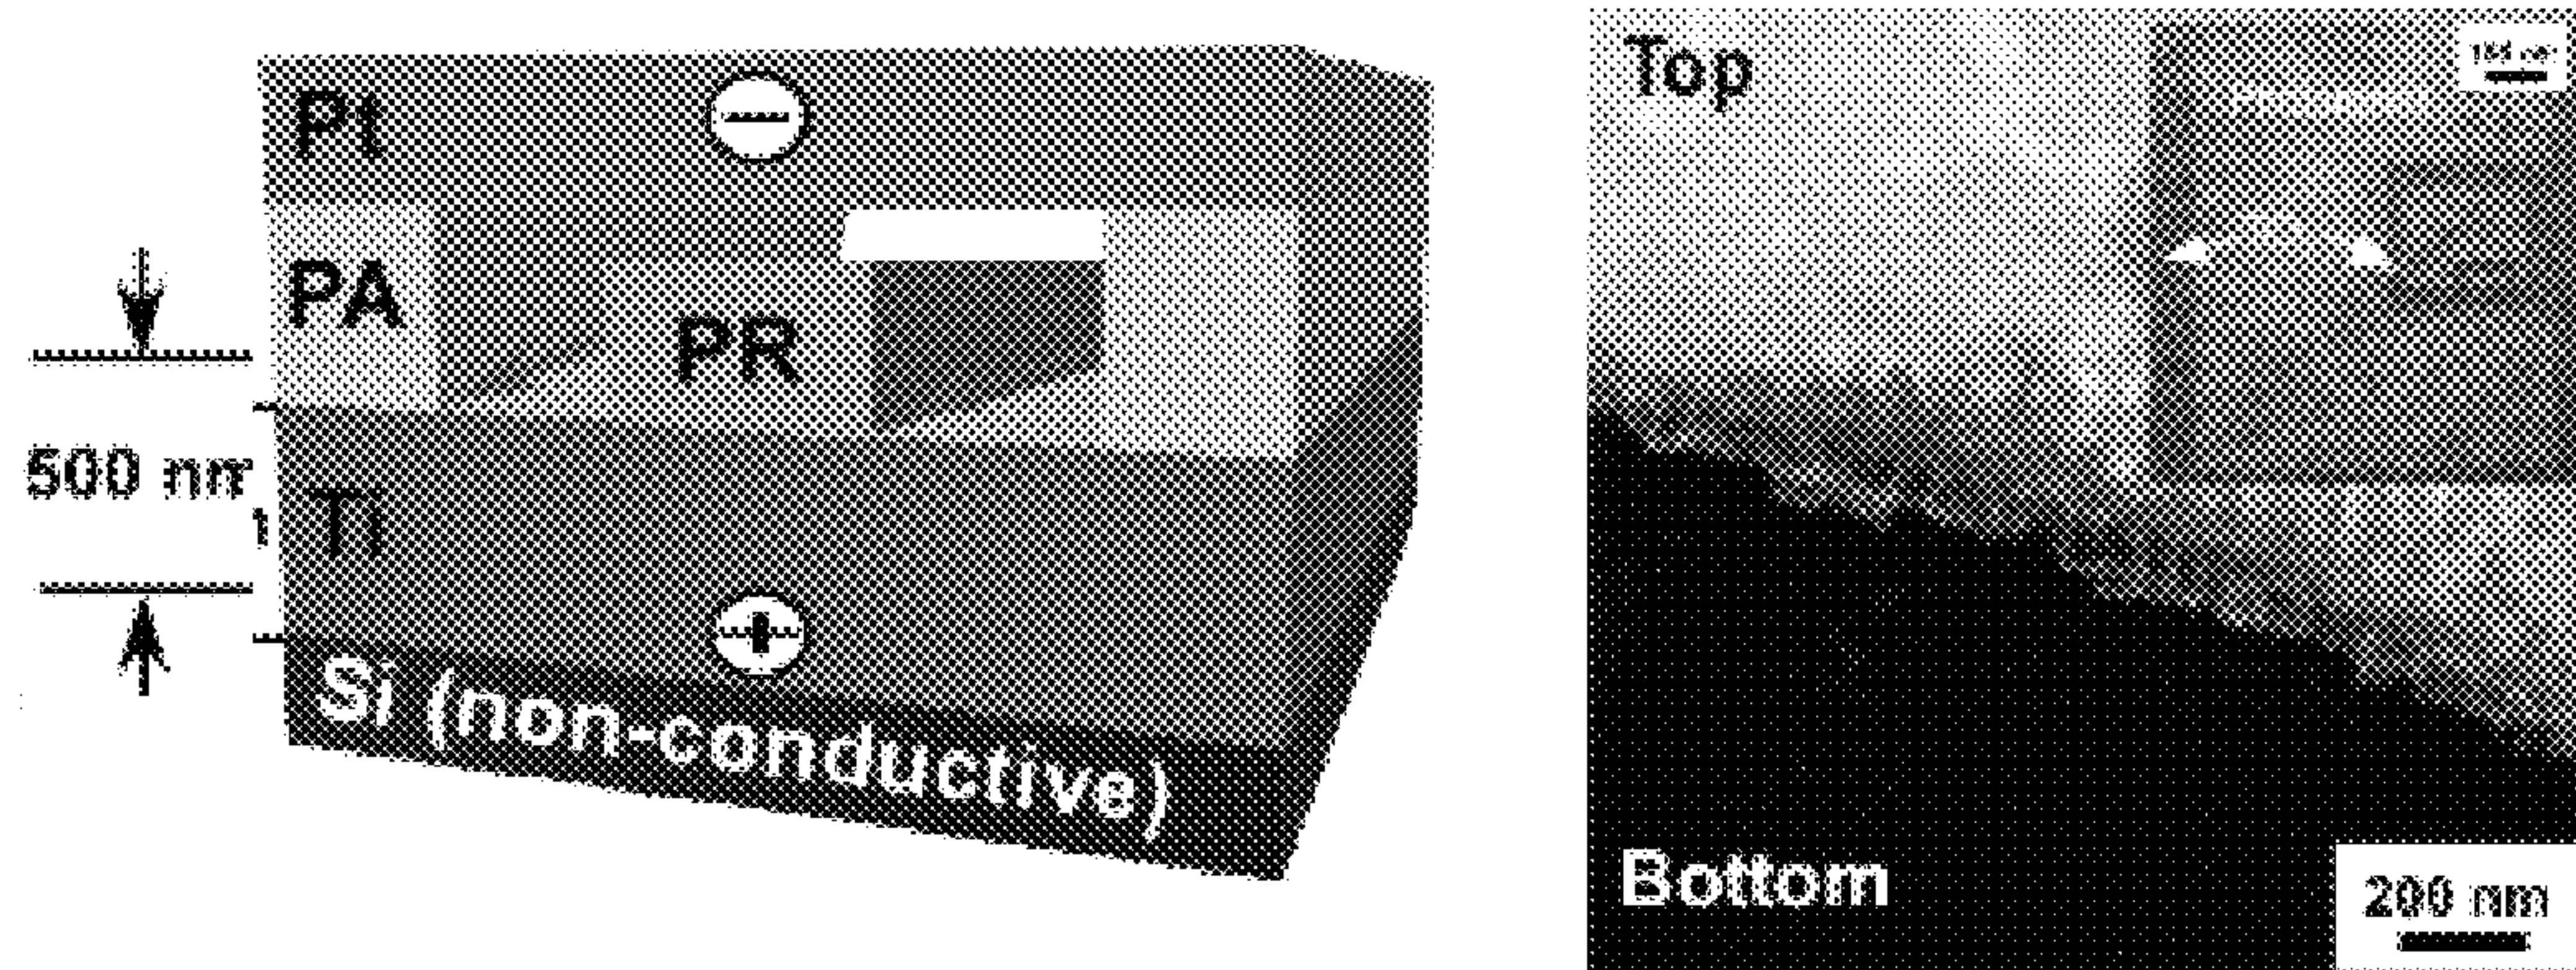 Pt
−
PA
PR
500 nm
Ti
+
Si (non-conductive)
Top
Bottom
200 nm